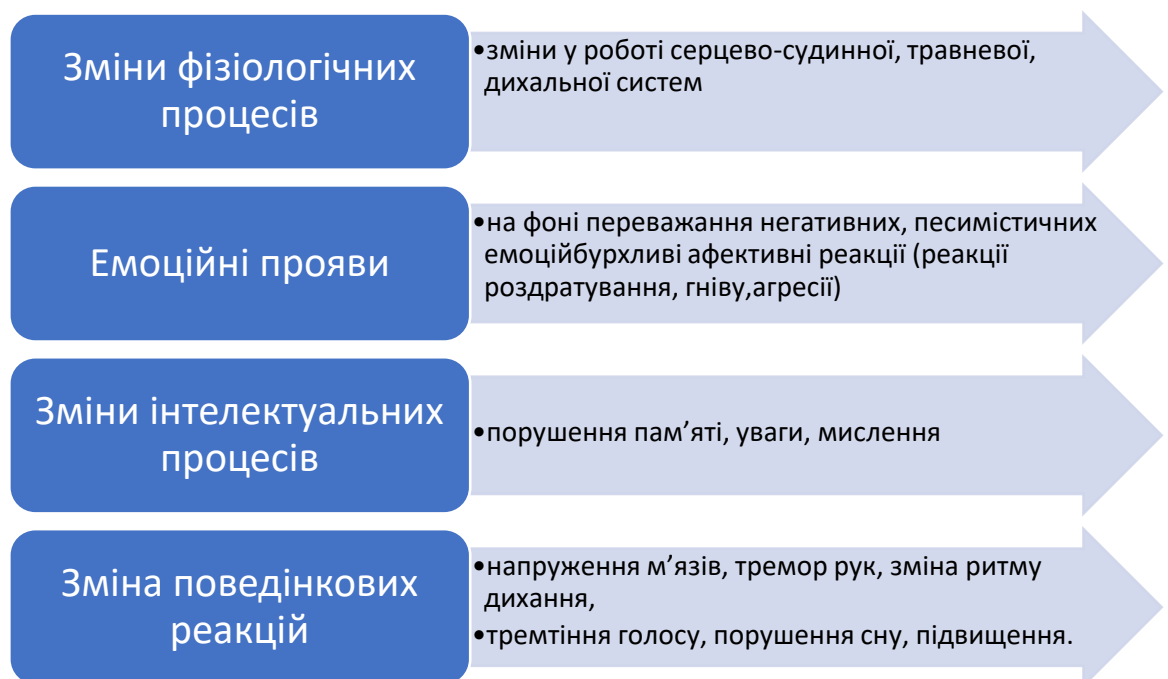 Зміни фізіологічних
процесів
•зміни у роботі серцево-судинної, травневої,
дихальної систем
Емоційні прояви
•на фоні переважання негативних, песимістичних
емоційбурхливі афективні реакції (реакції
роздратування, гніву,агресії)
Зміни інтелектуальних
процесів
•порушення пам’яті, уваги, мислення
Зміна поведінкових
реакцій
•напруження м’язів, тремор рук, зміна ритму
дихання,
•тремтіння голосу, порушення сну, підвищення.